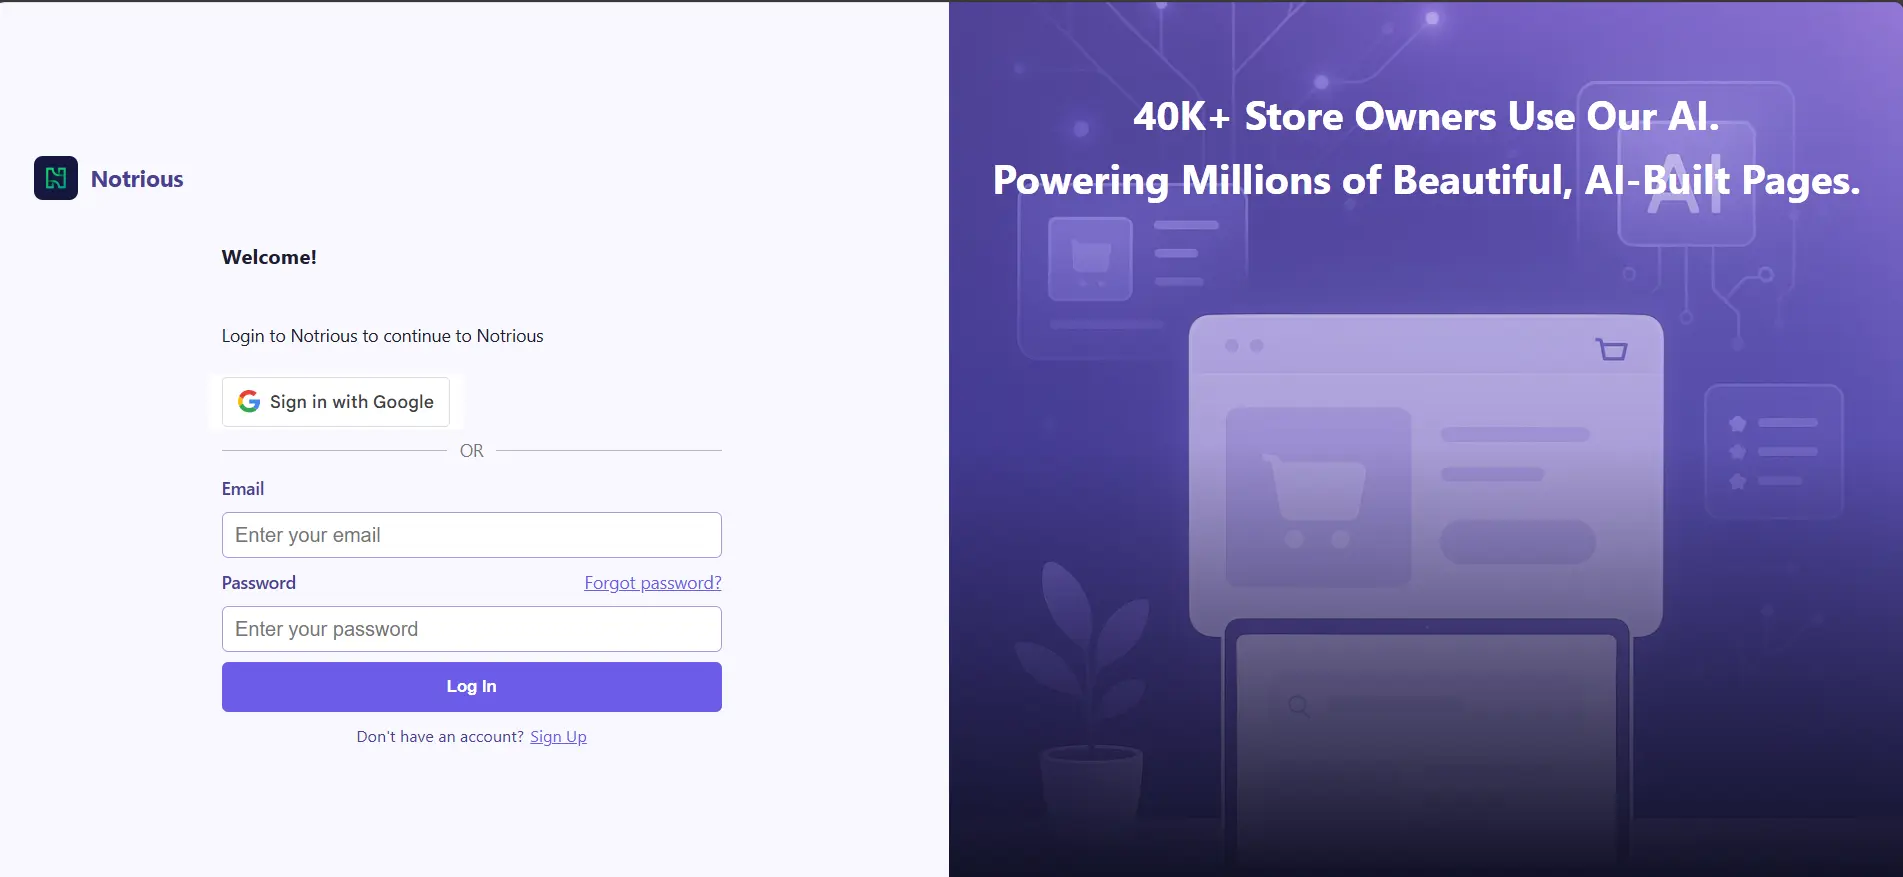 Notrious
Welcome!
Login to Notrious to continue to Notrious
Sign in with Google
OR
Email
Enter your email
Password
Forgot password?
Enter your password
Log In
Don't have an account? Sign Up
40K+ Store Owners Use Our AI.
Powering Millions of Beautiful, AI-Built Pages.
AI